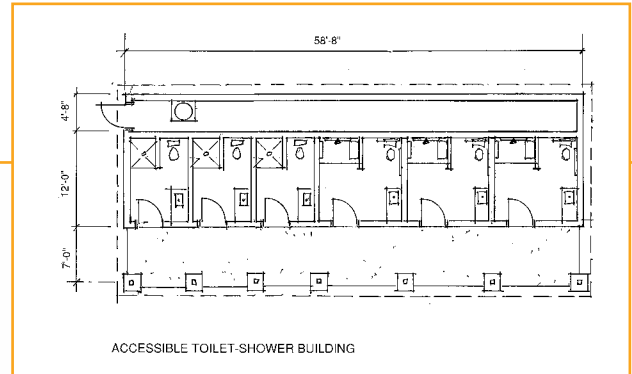 58'-8"
4'-8"
12'-0"
7'-0"
ACCESSIBLE TOILET-SHOWER BUILDING